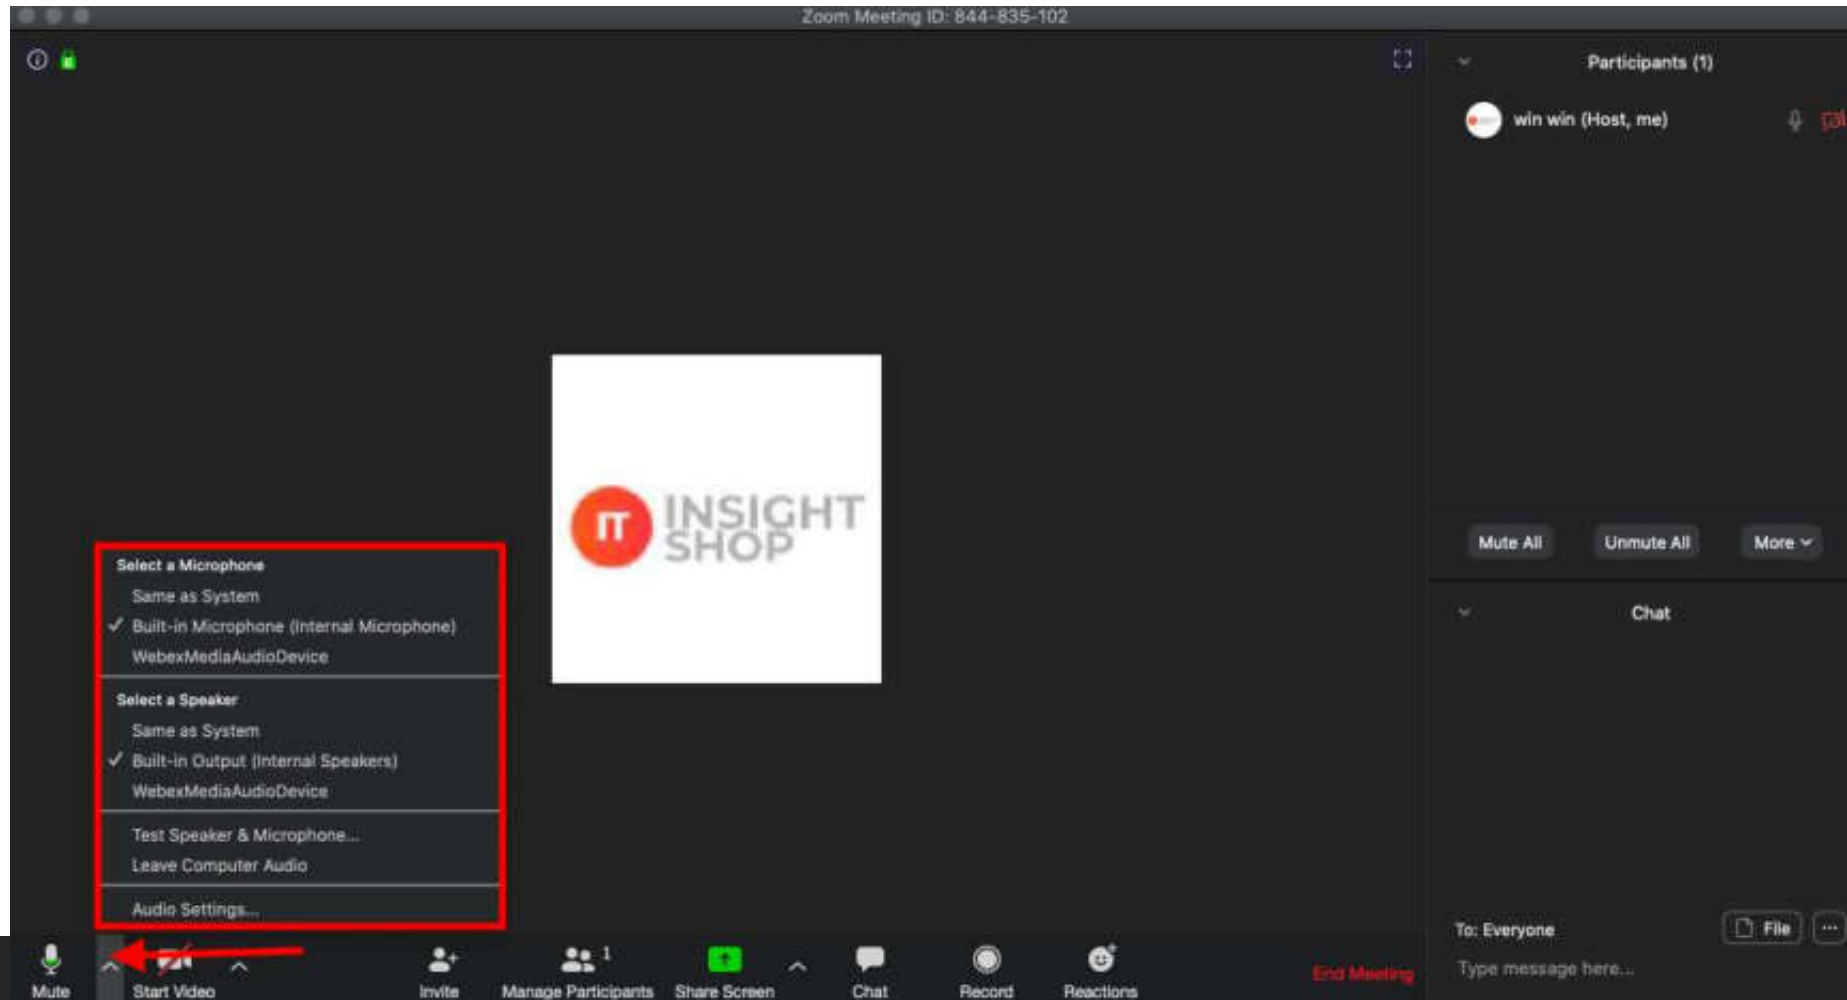 Zoom Meeting ID: 844-835-102
Participants (1)
win win (Host, me)
IT INSIGHT
SHOP
Mute All Unmute All More
Select a Microphone
Same as System
Built-in Microphone (Internal Microphone)
WebexMediaAudioDevice
Select a Speaker
Same as System
Built-in Output (Internal Speakers)
WebexMediaAudioDevice
Test Speaker & Microphone...
Leave Computer Audio
Audio Settings...
Chat
To: Everyone File
Type message here...
Mute Start Video Invite Manage Participants 1 Share Screen Chat Record Reactions End Meeting